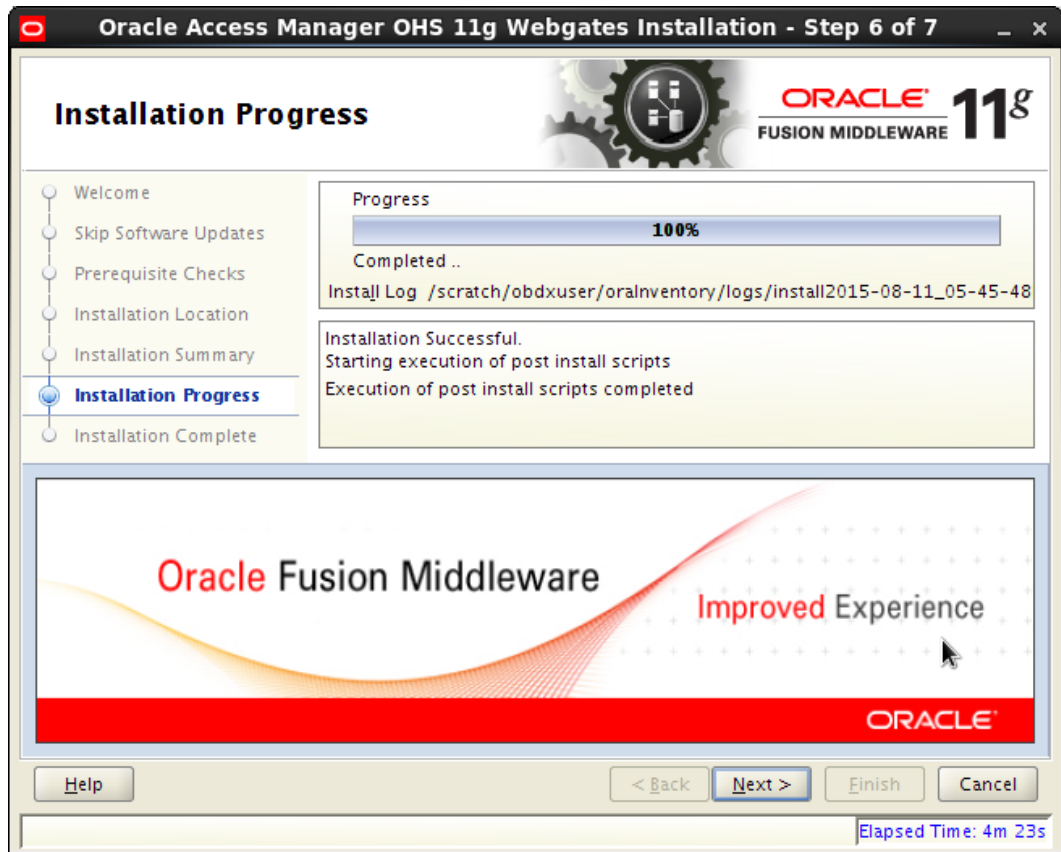 Oracle Access Manager OHS 11g Webgates Installation - Step 6 of 7
Installation Progress
ORACLE
FUSION MIDDLEWARE
11g
Welcome
Skip Software Updates
Prerequisite Checks
Installation Location
Installation Summary
Installation Progress
Installation Complete
Progress
100%
Completed ..
Install Log /scratch/obdxuser/oraInventory/logs/install2015-08-11_05-45-48
Installation Successful.
Starting execution of post install scripts
Execution of post install scripts completed
Oracle Fusion Middleware
Improved Experience
ORACLE
Help
< Back
Next >
Finish
Cancel
Elapsed Time: 4m 23s